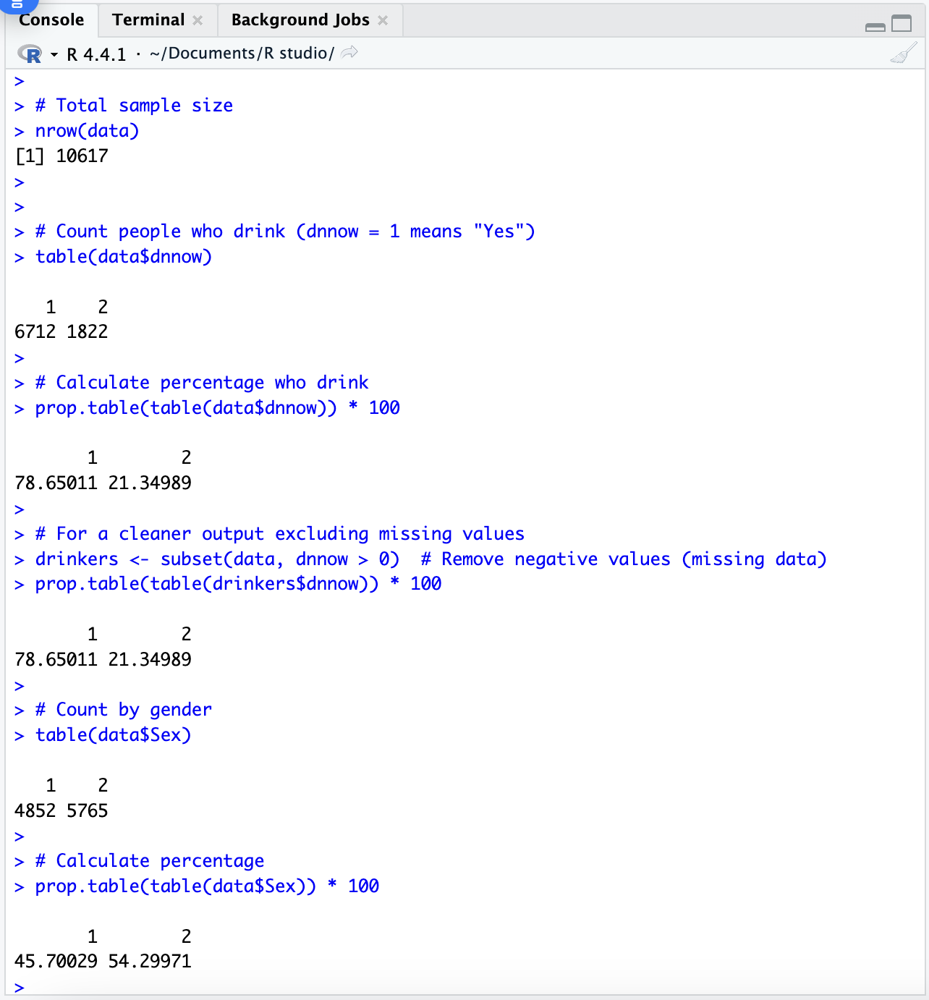 Console Terminal Background Jobs
R 4.4.1 · ~/Documents/R studio/
>
> # Total sample size
> nrow(data)
[1] 10617
>
>
> # Count people who drink (dnnow = 1 means "Yes")
> table(data$dnnow)
1 2
6712 1822
>
> # Calculate percentage who drink
> prop.table(table(data$dnnow)) * 100
1 2
78.65011 21.34989
>
> # For a cleaner output excluding missing values
> drinkers <- subset(data, dnnow > 0)  # Remove negative values (missing data)
> prop.table(table(drinkers$dnnow)) * 100
1 2
78.65011 21.34989
>
> # Count by gender
> table(data$Sex)
1 2
4852 5765
>
> # Calculate percentage
> prop.table(table(data$Sex)) * 100
1 2
45.70029 54.29971
>